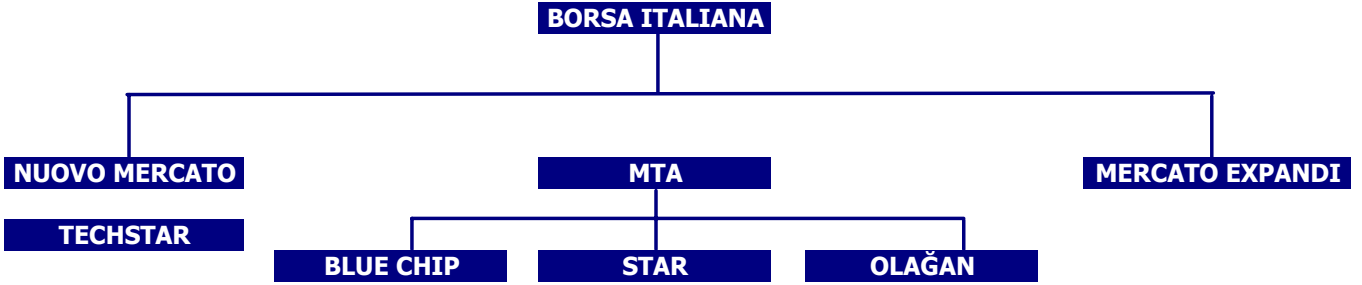 BORSA ITALIANA
NUOVO MERCATO
MTA
MERCATO EXPANDI
TECHSTAR
BLUE CHIP
STAR
OLAĞAN